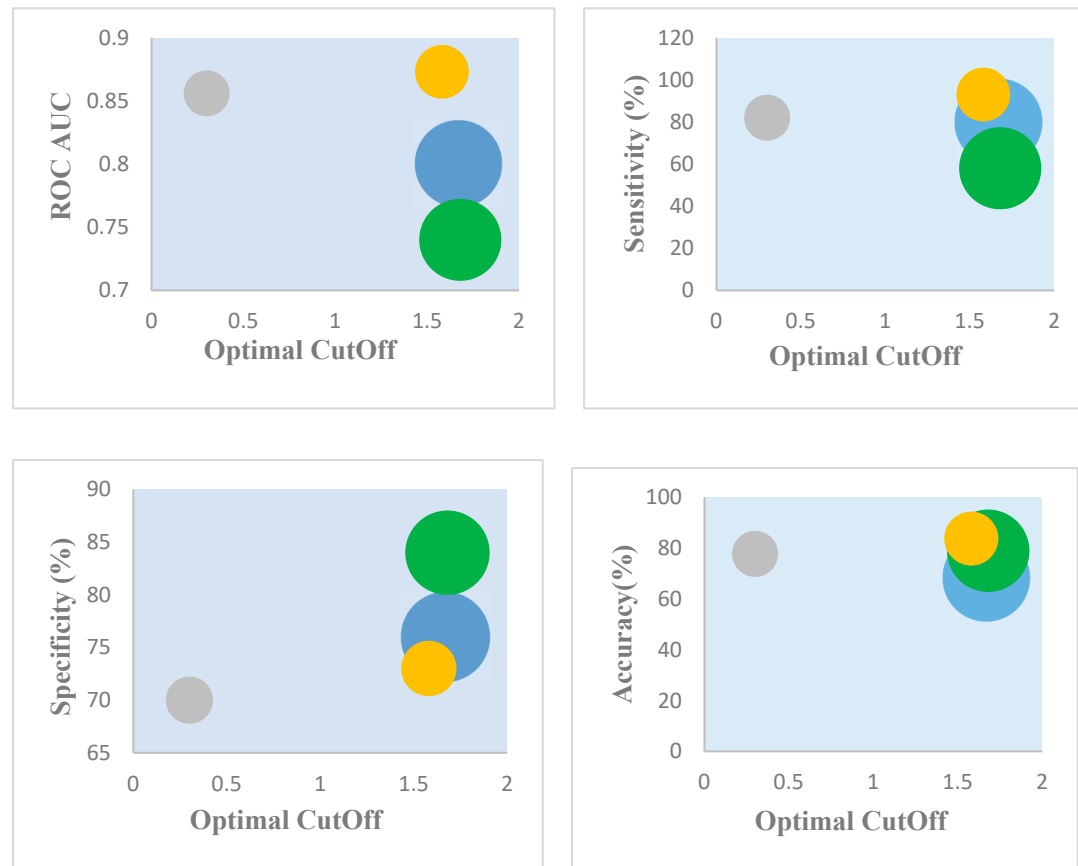 0.9
0.85
0.8
0.75
0.7
ROC AUC
0 0.5 1 1.5 2
Optimal CutOff
120
100
80
60
40
20
0
Sensitivity (%)
0 0.5 1 1.5 2
Optimal CutOff
90
85
80
75
70
65
Specificity (%)
0 0.5 1 1.5 2
Optimal CutOff
100
80
60
40
20
0
Accuracy(%)
0 0.5 1 1.5 2
Optimal CutOff